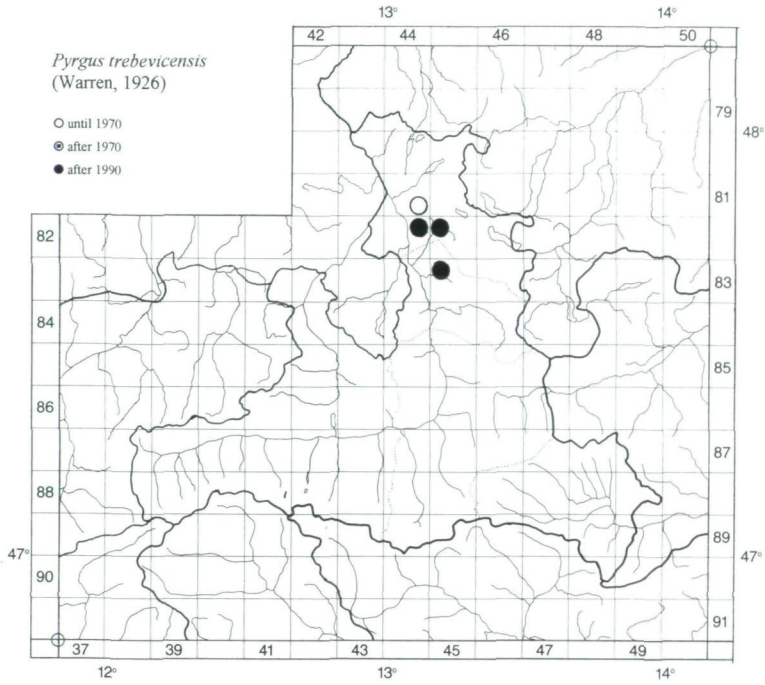 13° 14°
42 44 46 48 50
Pyrgus trebevicensis
(Warren, 1926)
○ until 1970
◉ after 1970
● after 1990
79
48°
81
82
83
84
85
86
87
88
89
47° 47°
90
91
37 39 41 43 45 47 49
12° 13° 14°